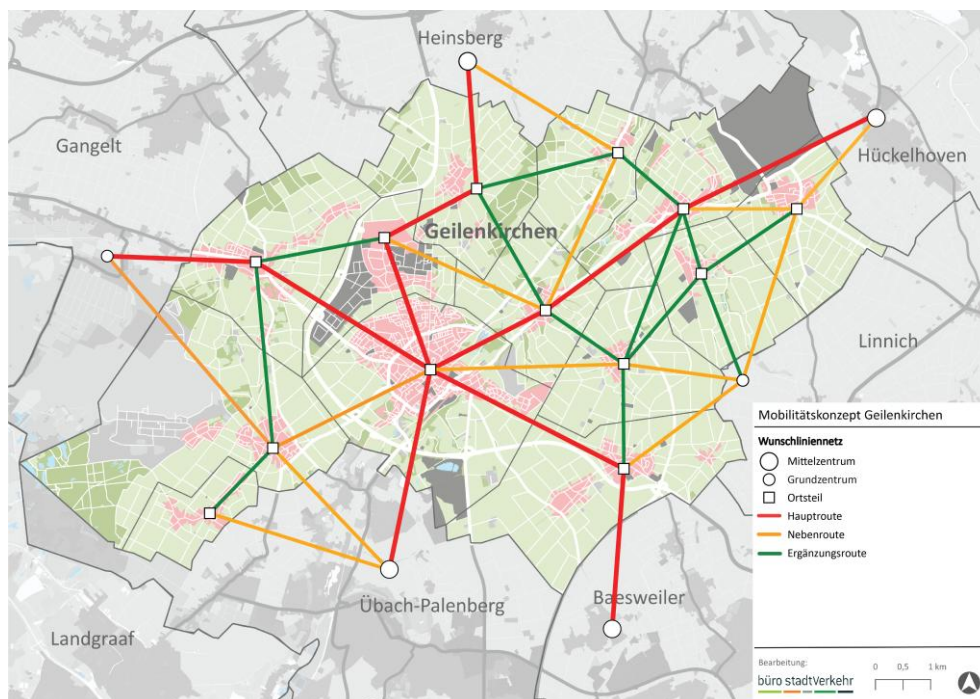 Heinsberg
Gangelt
Hückelhoven
Geilenkirchen
Linnich
Mobilitätskonzept Geilenkirchen
Wunschliniennetz
Mittelzentrum
Grundzentrum
Ortsteil
Hauptroute
Nebenroute
Ergänzungsroute
Übach-Palenberg
Baesweiler
Landgraaf
Bearbeitung:
büro stadtVerkehr
0 0,5 1 km